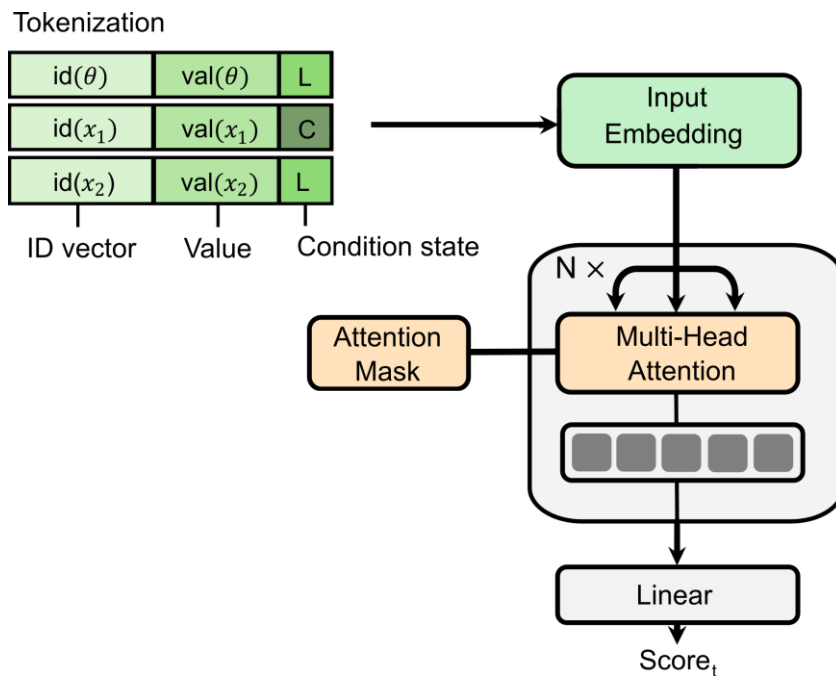 Tokenization
id(θ) val(θ) L
id(x₁) val(x₁) C
id(x₂) val(x₂) L
ID vector Value Condition state
Input
Embedding
N ×
Attention
Mask
Multi-Head
Attention
Linear
Scoreₜ